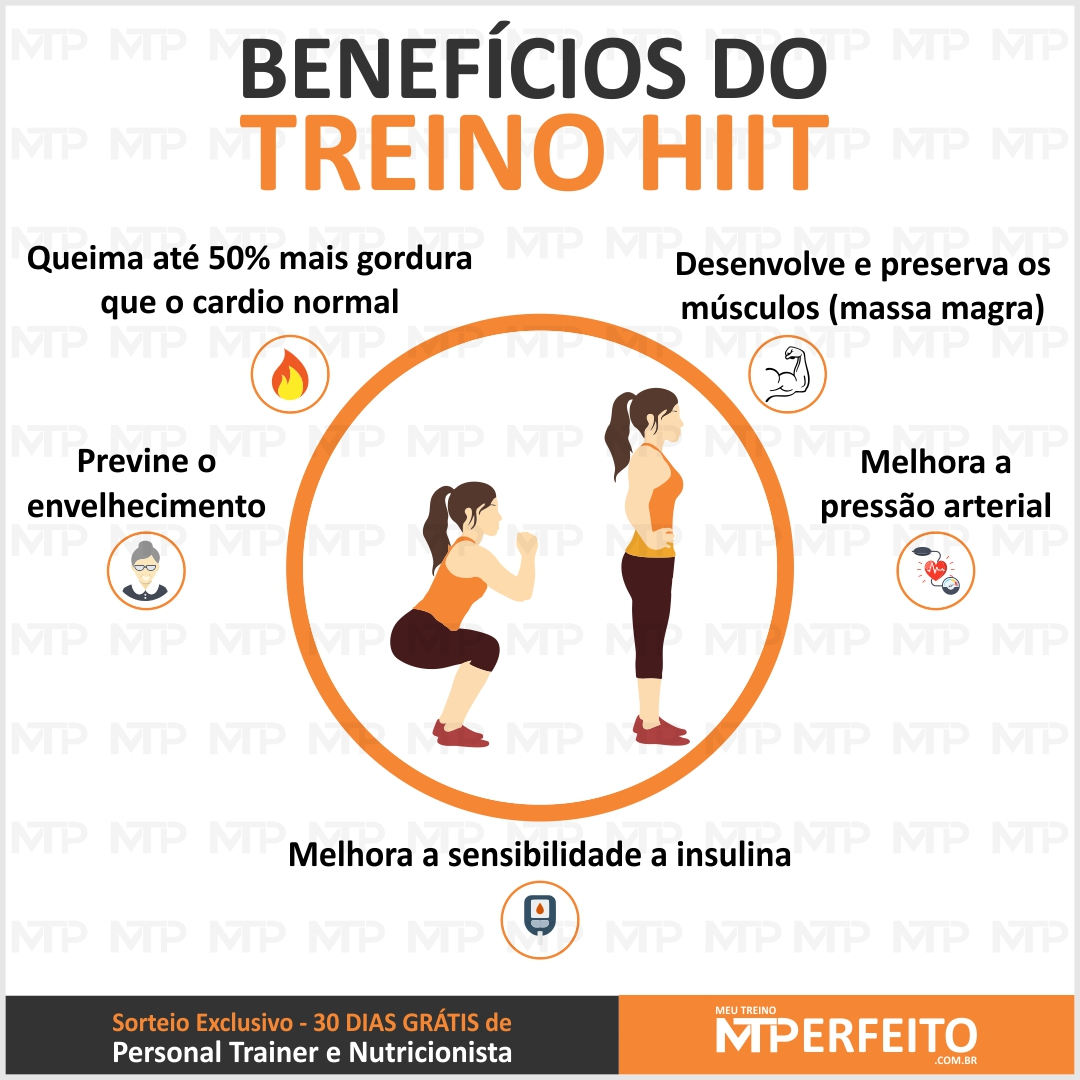 BENEFÍCIOS DO
TREINO HIIT
Queima até 50% mais gordura
que o cardio normal
Desenvolve e preserva os
músculos (massa magra)
Previne o
envelhecimento
Melhora a
pressão arterial
Melhora a sensibilidade a insulina
Sorteio Exclusivo - 30 DIAS GRÁTIS de
Personal Trainer e Nutricionista
MEU TREINO
MTPERFEITO
.COM.BR